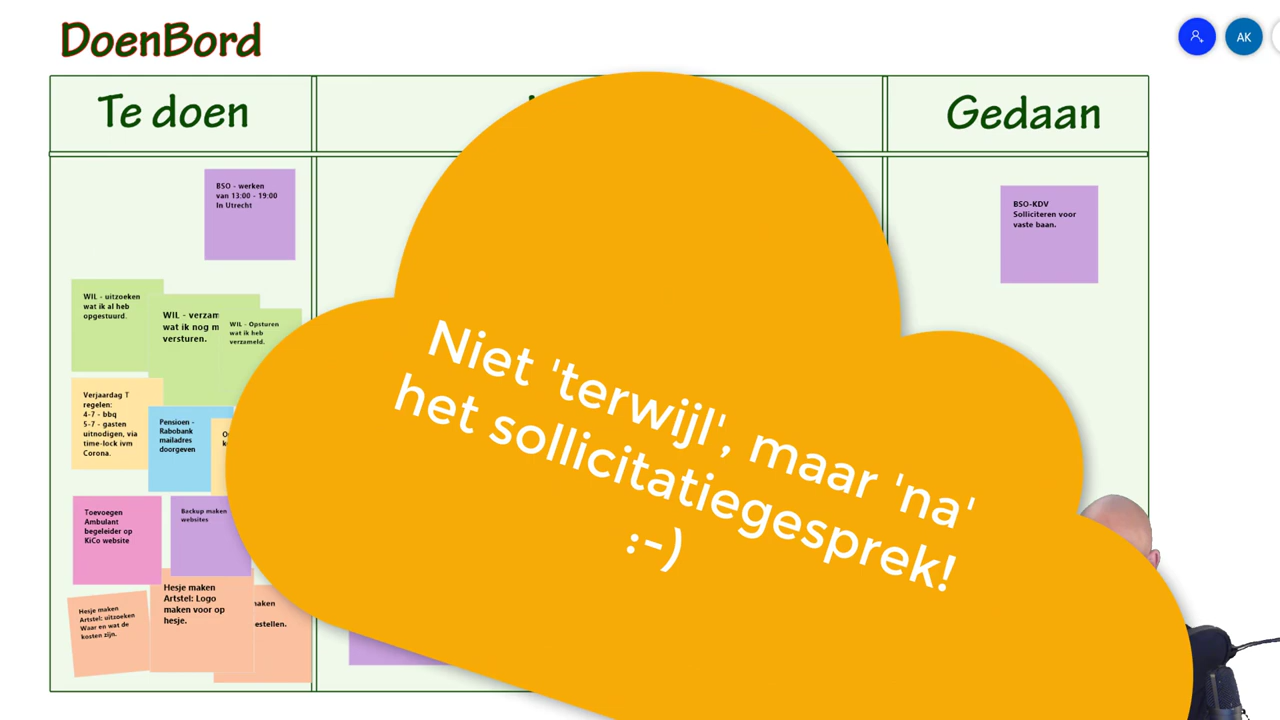 DoenBord
AK
Te doen
Gedaan
BSO - werken
van 13:00 - 19:00
In Utrecht
BSO-KDV
Solliciteren voor
vaste baan.
WIL - uitzoeken
wat ik al heb
opgestuurd.
WIL - verzam
wat ik nog m
versturen.
WIL - Opsturen
wat ik heb
verzameld.
Verjaardag T
regelen:
4-7 - bbq
5-7 - gasten
uitnodigen, via
time-lock ivm
Corona.
Pensioen -
Rabobank
mailadres
doorgeven
Niet 'terwijl', maar 'na'
het sollicitatiegesprek!
:-)
Toevoegen
Ambulant
begeleider op
KiCo website
Backup maken
websites
Hesje maken
Artstel: uitzoeken
Waar en wat de
kosten zijn.
Hesje maken
Artstel: Logo
maken voor op
hesje.
maken
estellen.